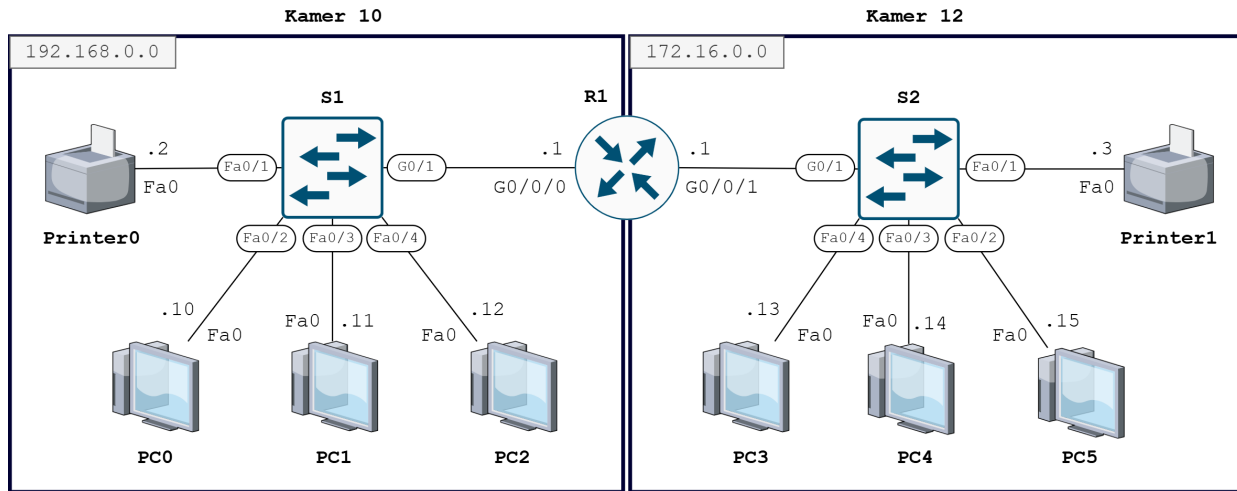 Kamer 10
Kamer 12
192.168.0.0
172.16.0.0
S1
R1
S2
.2
Fa0/1
G0/1
.1
.1
G0/1
Fa0/1
.3
Fa0
G0/0/0
G0/0/1
Fa0
Printer0
Fa0/2
Fa0/3
Fa0/4
Fa0/4
Fa0/3
Fa0/2
Printer1
.10
.11
.12
.13
.14
.15
Fa0
Fa0
Fa0
Fa0
Fa0
Fa0
PC0
PC1
PC2
PC3
PC4
PC5